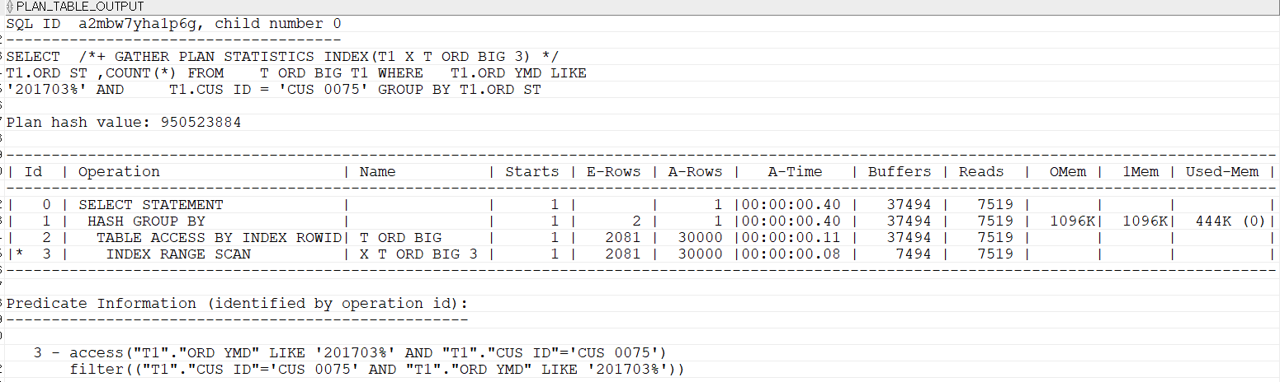 PLAN_TABLE_OUTPUT
SQL ID  a2mbw7yha1p6g, child number 0
-------------------------------------
SELECT  /*+ GATHER PLAN STATISTICS INDEX(T1 X T ORD BIG 3) */
T1.ORD ST ,COUNT(*) FROM    T ORD BIG T1 WHERE   T1.ORD YMD LIKE
'201703%' AND     T1.CUS ID = 'CUS 0075' GROUP BY T1.ORD ST
Plan hash value: 950523884
---------------------------------------------------------------------------------------------------------------------------------------------
| Id  | Operation                    | Name          | Starts | E-Rows | A-Rows |   A-Time   | Buffers | Reads  |  OMem |  1Mem | Used-Mem |
---------------------------------------------------------------------------------------------------------------------------------------------
|   0 | SELECT STATEMENT             |               |      1 |        |      1 |00:00:00.40 |   37494 |   7519 |       |       |          |
|   1 |  HASH GROUP BY               |               |      1 |      2 |      1 |00:00:00.40 |   37494 |   7519 |  1096K|  1096K|  444K (0)|
|   2 |   TABLE ACCESS BY INDEX ROWID| T ORD BIG     |      1 |   2081 |  30000 |00:00:00.11 |   37494 |   7519 |       |       |          |
|*  3 |    INDEX RANGE SCAN          | X T ORD BIG 3 |      1 |   2081 |  30000 |00:00:00.08 |    7494 |   7519 |       |       |          |
---------------------------------------------------------------------------------------------------------------------------------------------
Predicate Information (identified by operation id):
---------------------------------------------------
   3 - access("T1"."ORD YMD" LIKE '201703%' AND "T1"."CUS ID"='CUS 0075')
       filter(("T1"."CUS ID"='CUS 0075' AND "T1"."ORD YMD" LIKE '201703%'))